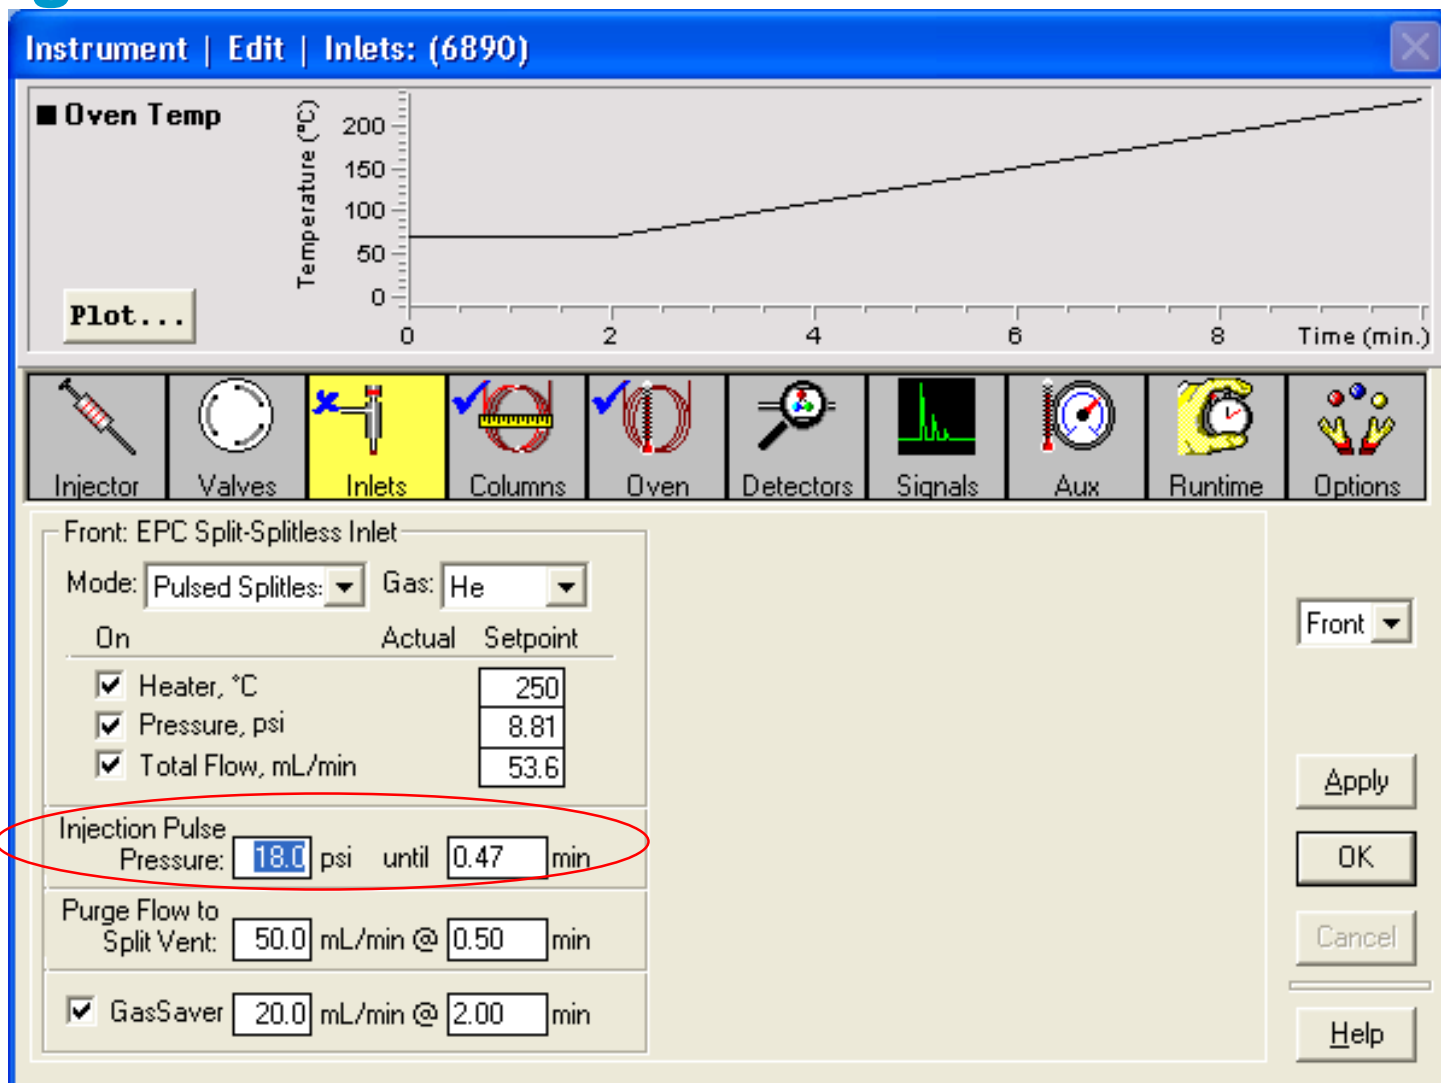 Instrument | Edit | Inlets: (6890)
Oven Temp
Temperature (°C)
200
150
100
50
0
Plot...
0 2 4 6 8 Time (min.)
Injector Valves Inlets Columns Oven Detectors Signals Aux Runtime Options
Front: EPC Split-Splitless Inlet
Mode: Pulsed Splitles Gas: He
Front
On Actual Setpoint
Heater, °C 250
Pressure, psi 8.81
Total Flow, mL/min 53.6
Apply
Injection Pulse
Pressure: 18.0 psi until 0.47 min
OK
Purge Flow to
Split Vent: 50.0 mL/min @ 0.50 min
Cancel
GasSaver 20.0 mL/min @ 2.00 min
Help